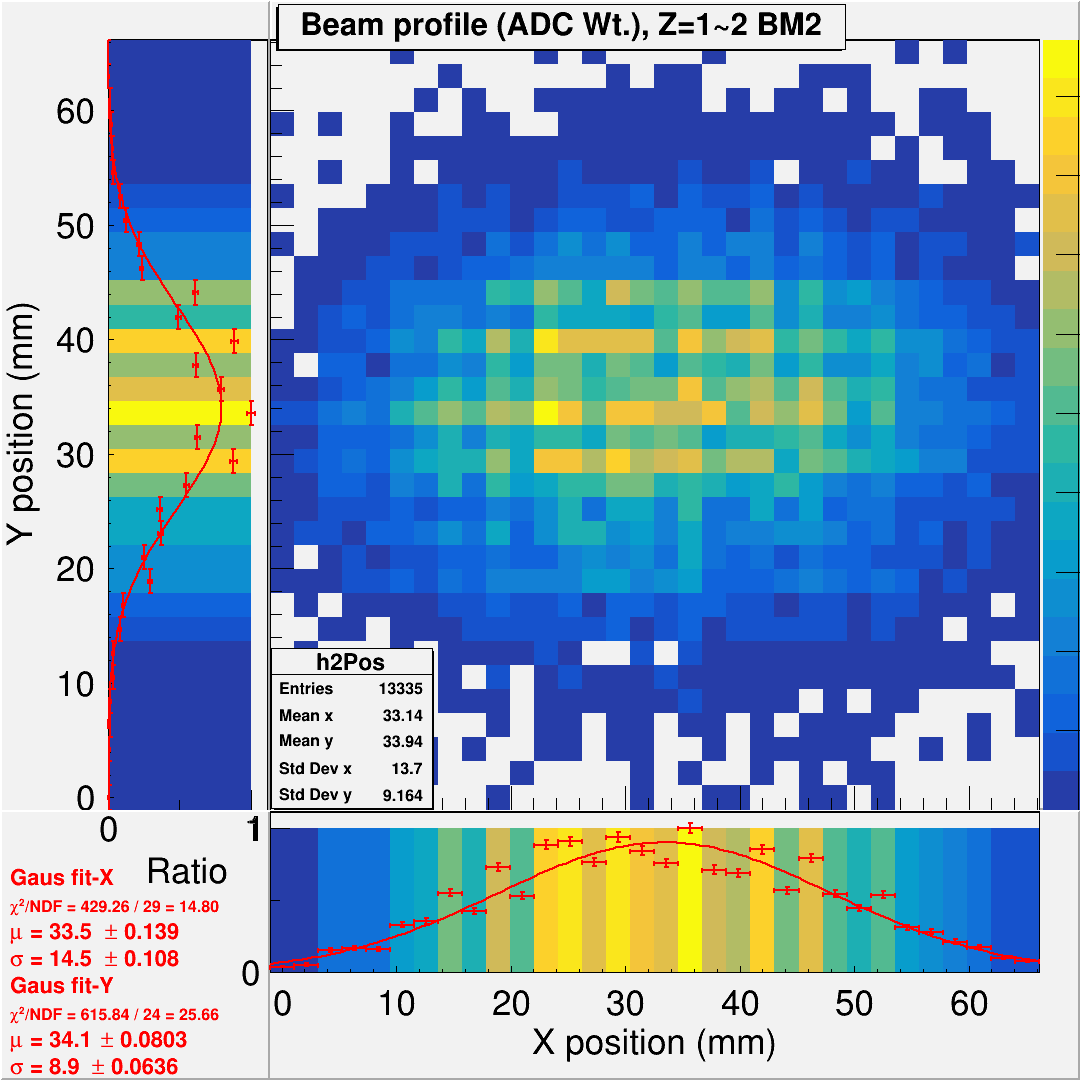 Beam profile (ADC Wt.), Z=1~2 BM2
60
50
40
30
20
10
0
Y position (mm)
0 1
Ratio
h2Pos
Entries 13335
Mean x 33.14
Mean y 33.94
Std Dev x 13.7
Std Dev y 9.164
1
0
0 10 20 30 40 50 60
X position (mm)
Gaus fit-X
χ²/NDF = 429.26 / 29 = 14.80
μ = 33.5 ± 0.139
σ = 14.5 ± 0.108
Gaus fit-Y
χ²/NDF = 615.84 / 24 = 25.66
μ = 34.1 ± 0.0803
σ = 8.9 ± 0.0636